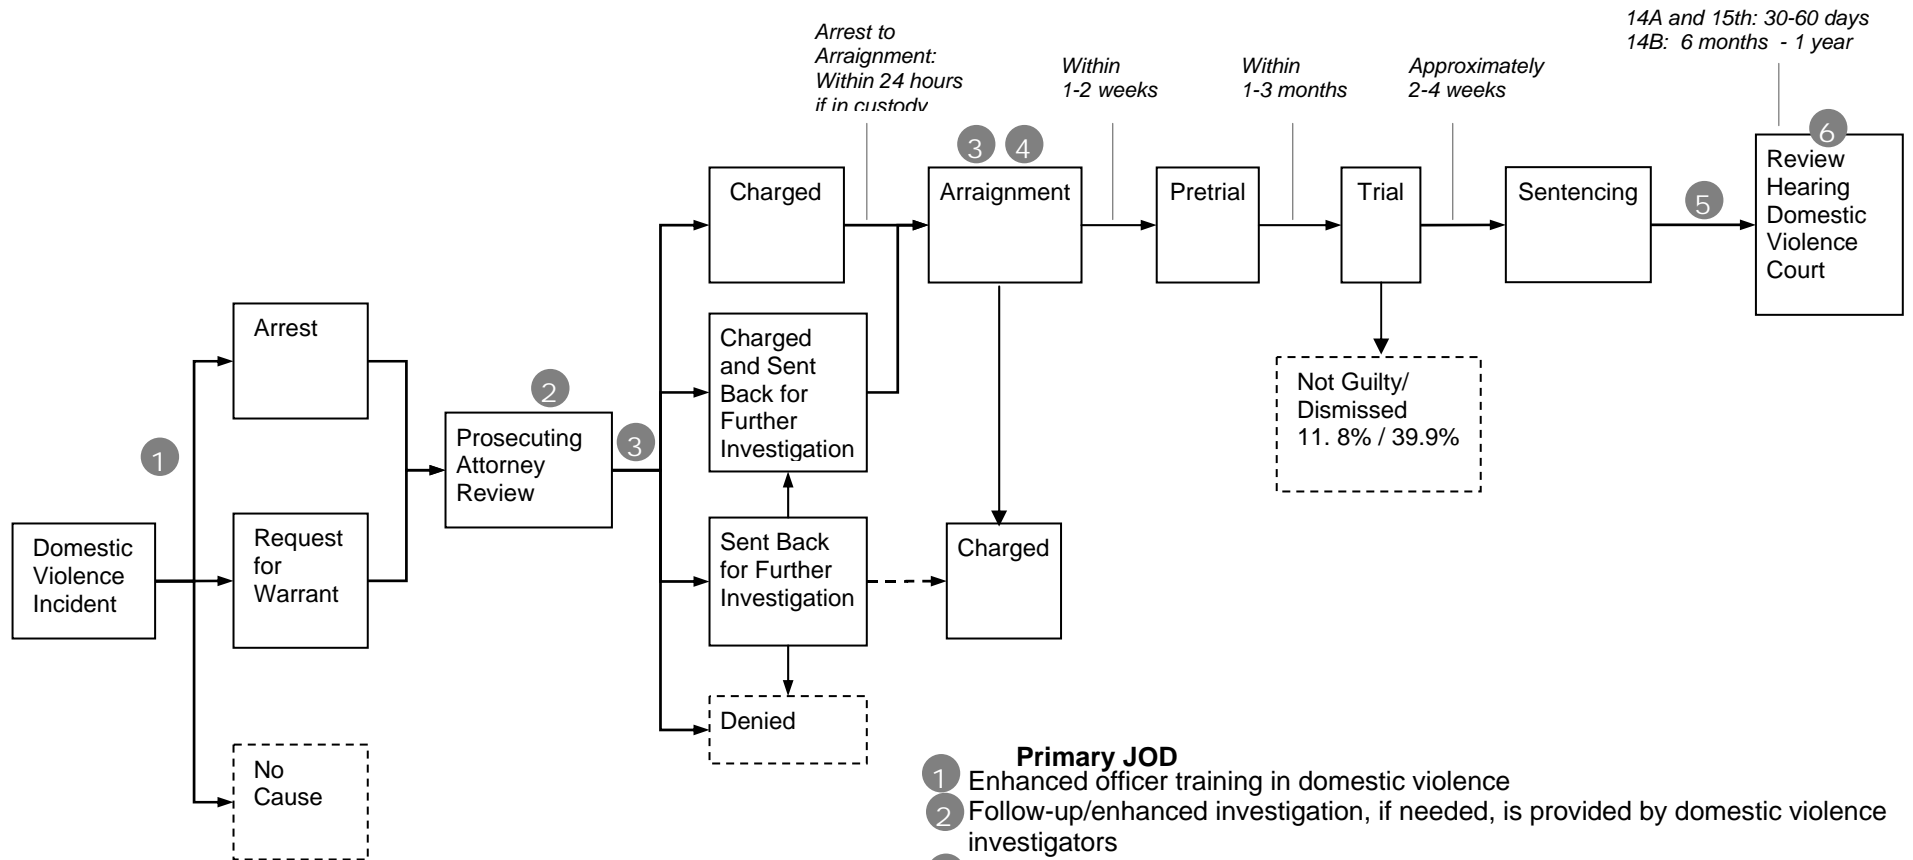 14A and 15th: 30-60 days
14B: 6 months - 1 year
Arrest to
Arraignment:
Within 24 hours
if in custody
Within
1-2 weeks
Within
1-3 months
Approximately
2-4 weeks
3
4
6
Charged
Arraignment
Pretrial
Trial
Sentencing
5
Review
Hearing
Domestic
Violence
Court
Arrest
Charged
and Sent
Back for
Further
Investigation
Not Guilty/
Dismissed
11. 8% / 39.9%
1
2
Prosecuting
Attorney
Review
3
Domestic
Violence
Incident
Request
for
Warrant
Sent Back
for Further
Investigation
Charged
Denied
No
Cause
Primary JOD
1 Enhanced officer training in domestic violence
2 Follow-up/enhanced investigation, if needed, is provided by domestic violence
investigators